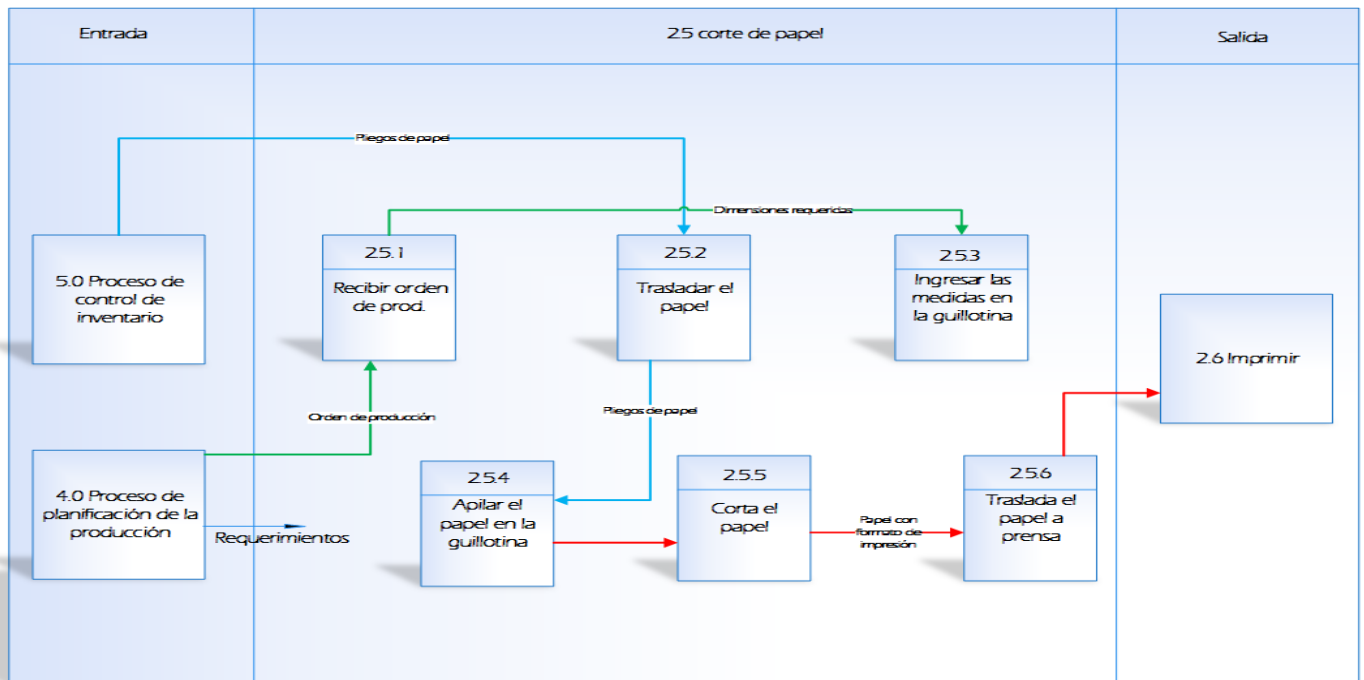 Entrada
2.5 corte de papel
Salida
Pliegos de papel
Dimensiones requeridas
5.0 Proceso de
control de
inventario
2.5.1
Recibir orden
de prod.
2.5.2
Trasladar el
papel
2.5.3
Ingresar las
medidas en
la guillotina
2.6 Imprimir
Orden de producción
Pliegos de papel
4.0 Proceso de
planificación de la
producción
Requerimientos
2.5.4
Apilar el
papel en la
guillotina
2.5.5
Corta el
papel
Papel con
formato de
impresión
2.5.6
Traslada el
papel a
prensa